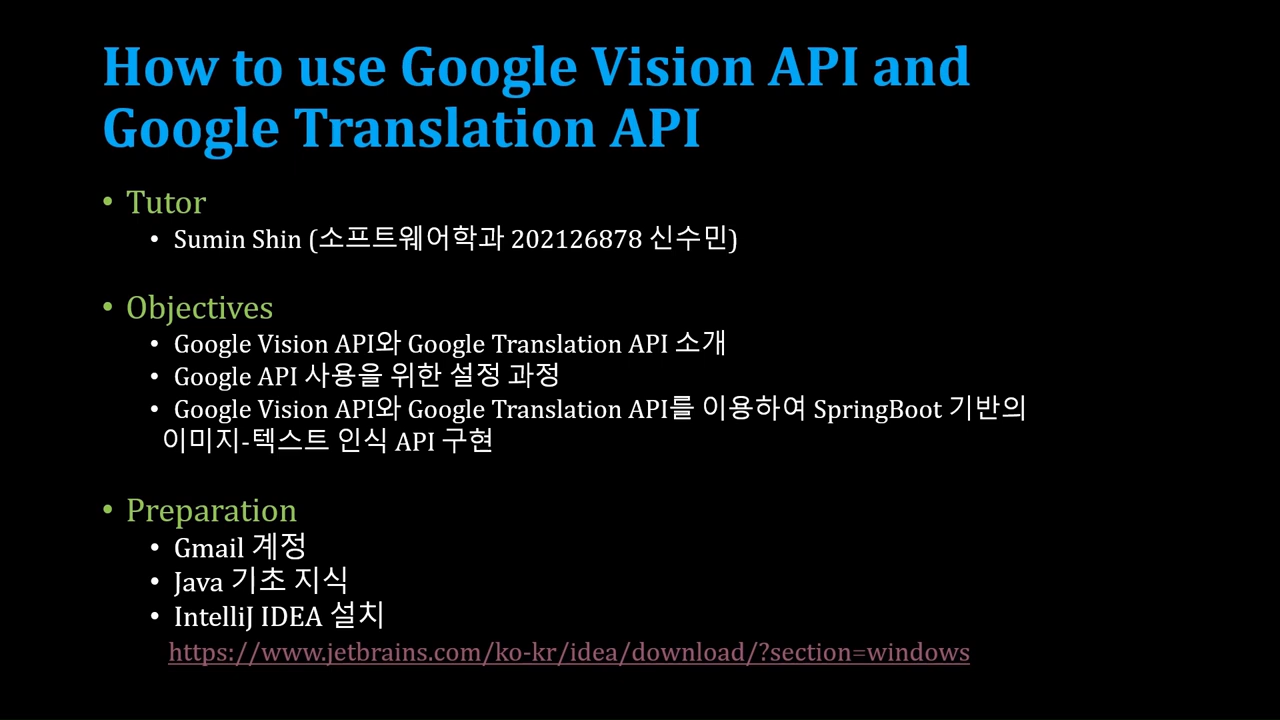 How to use Google Vision API and
Google Translation API
• Tutor
• Sumin Shin (소프트웨어학과 202126878 신수민)
• Objectives
• Google Vision API와 Google Translation API 소개
• Google API 사용을 위한 설정 과정
• Google Vision API와 Google Translation API를 이용하여 SpringBoot 기반의
이미지-텍스트 인식 API 구현
• Preparation
• Gmail 계정
• Java 기초 지식
• IntelliJ IDEA 설치
https://www.jetbrains.com/ko-kr/idea/download/?section=windows